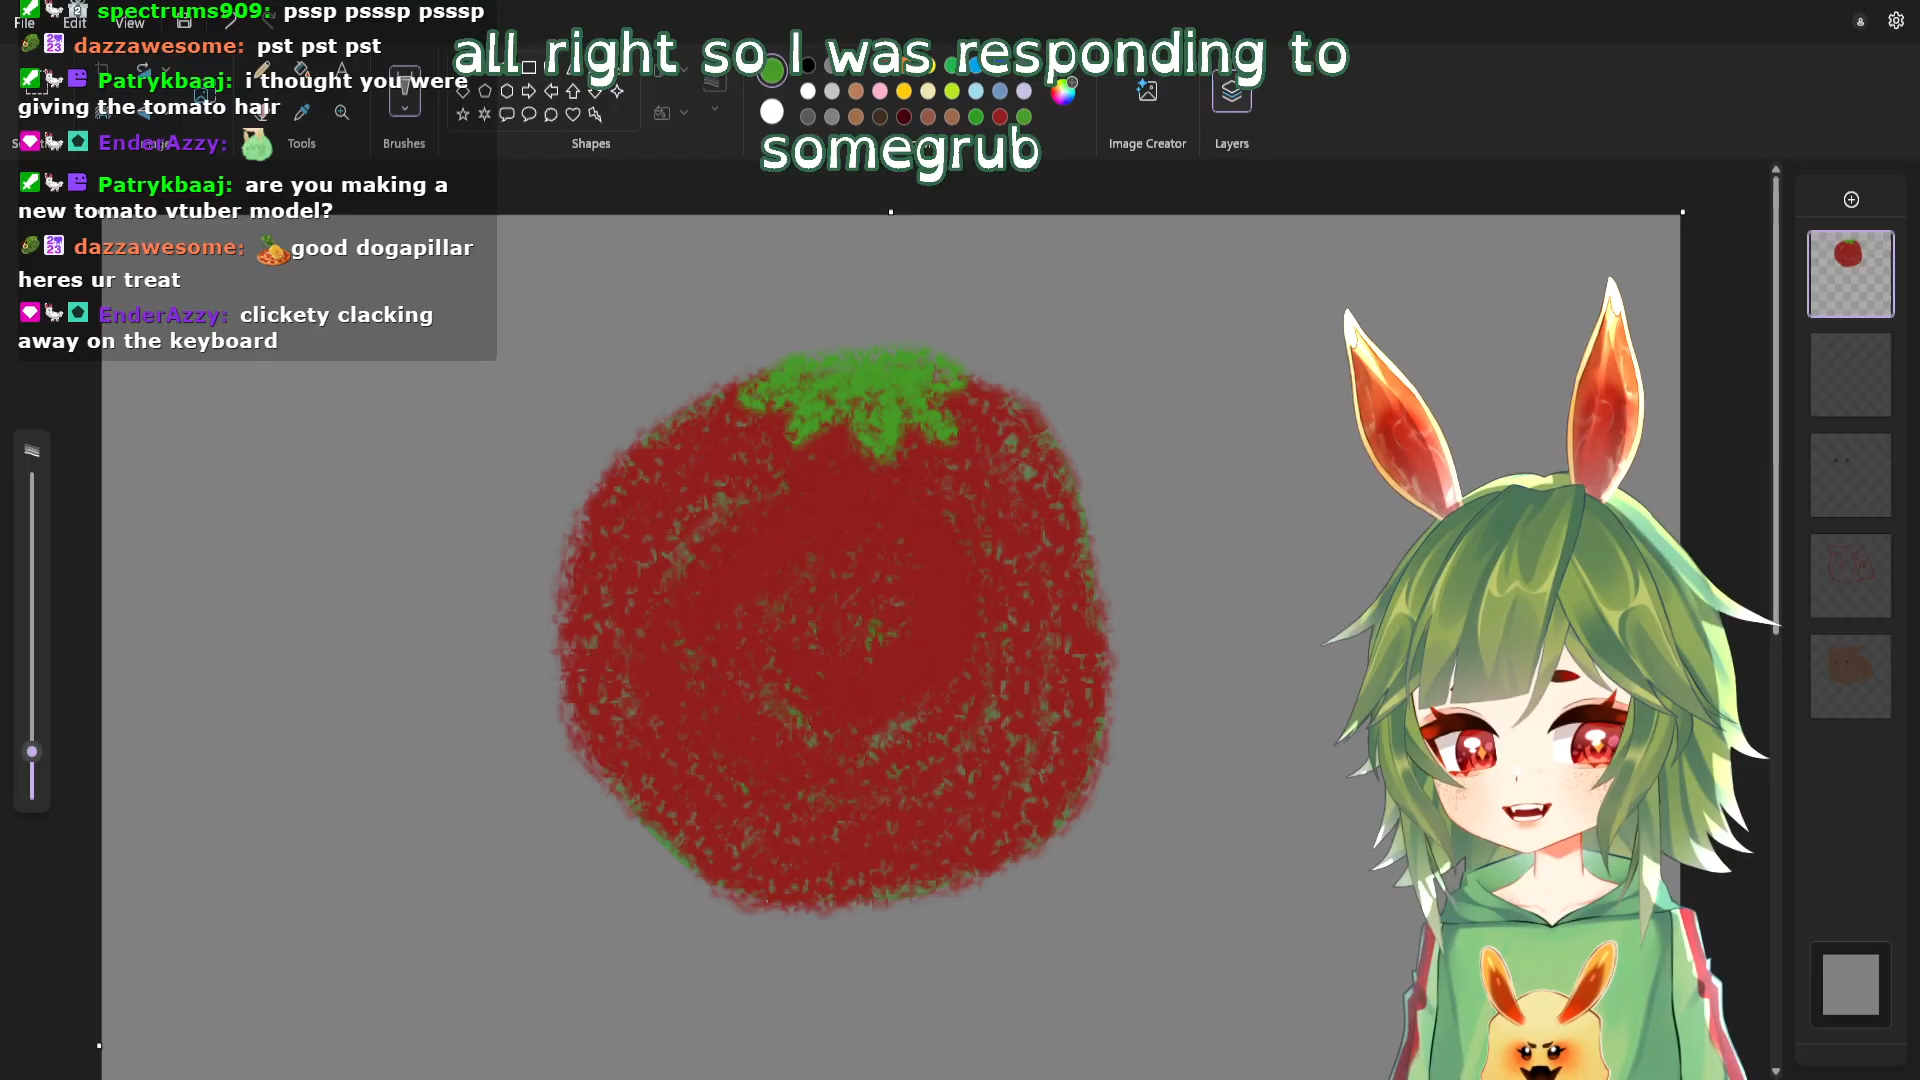 File Edit View
spectrums909: pssp psssp psssp
dazzawesome: pst pst pst
Patrykbaaj: i thought you were
giving the tomato hair
EnderAzzy:
Patrykbaaj: are you making a
new tomato vtuber model?
dazzawesome: good dogapillar
heres ur treat
EnderAzzy: clickety clacking
away on the keyboard
all right so I was responding to
somegrub
Tools
Brushes
Shapes
Image Creator
Layers